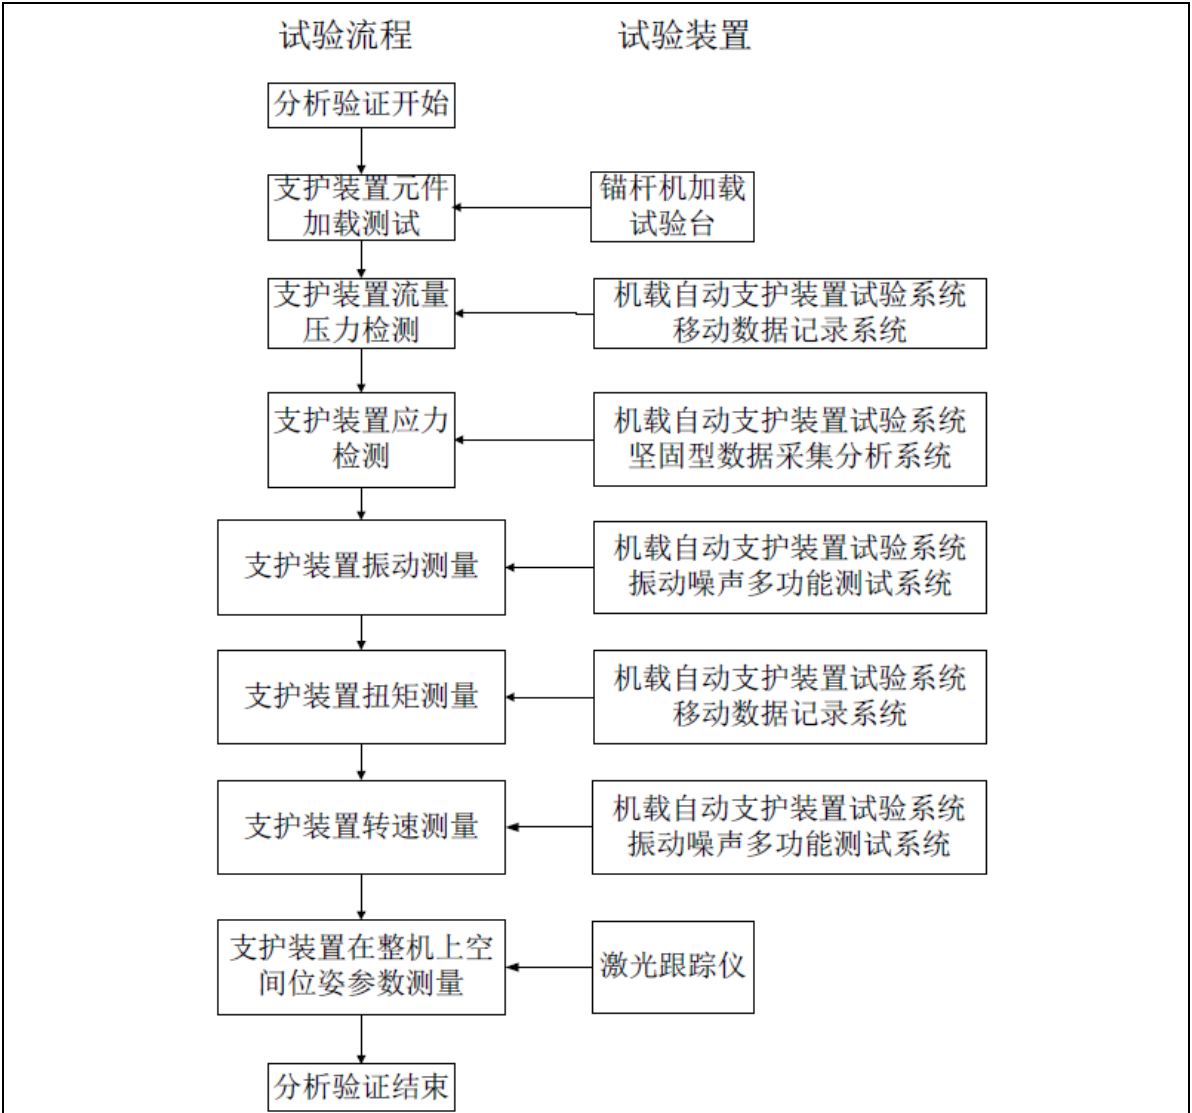 试验流程
试验装置
分析验证开始
支护装置元件
加载测试
锚杆机加载
试验台
支护装置流量
压力检测
机载自动支护装置试验系统
移动数据记录系统
支护装置应力
检测
机载自动支护装置试验系统
坚固型数据采集分析系统
支护装置振动测量
机载自动支护装置试验系统
振动噪声多功能测试系统
支护装置扭矩测量
机载自动支护装置试验系统
移动数据记录系统
支护装置转速测量
机载自动支护装置试验系统
振动噪声多功能测试系统
支护装置在整机上空
间位姿参数测量
激光跟踪仪
分析验证结束